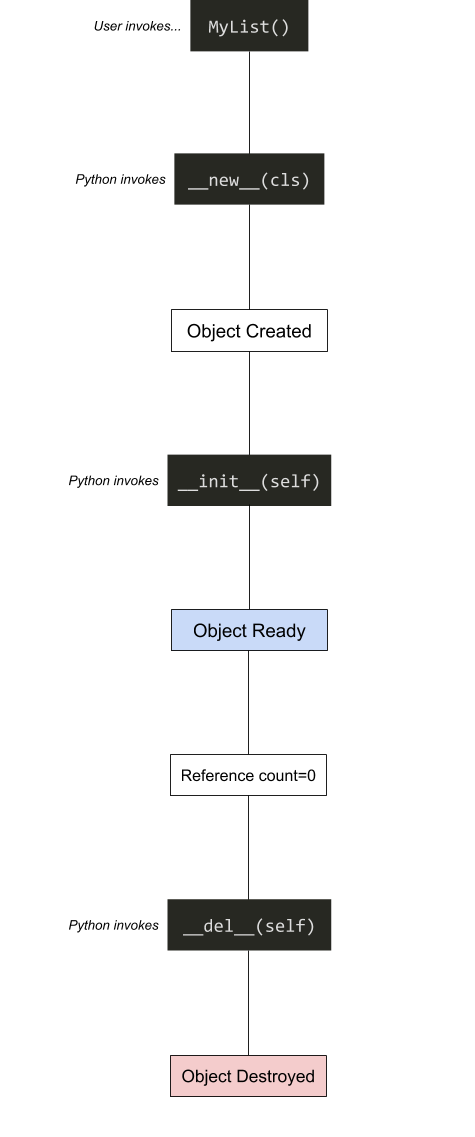 User invokes... MyList()
Python invokes __new__(cls)
Object Created
Python invokes __init__(self)
Object Ready
Reference count=0
Python invokes __del__(self)
Object Destroyed